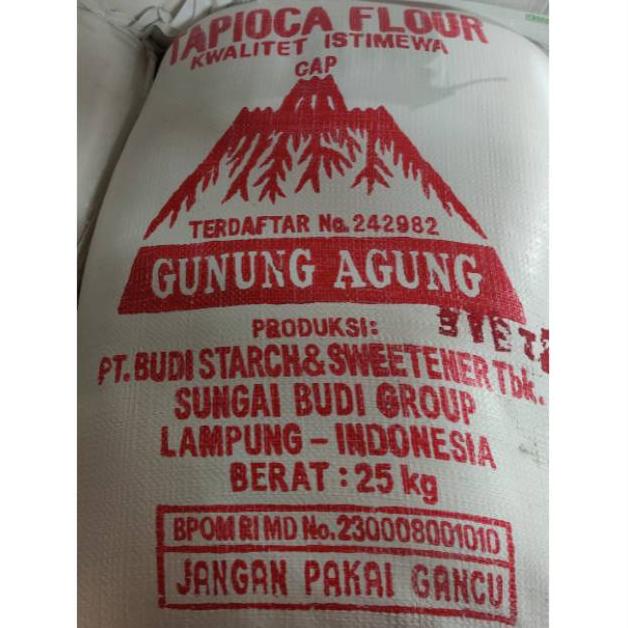 TAPIOCA FLOUR
KWALITET ISTIMEWA
CAP
TERDAFTAR No. 242982
GUNUNG AGUNG
PRODUKSI:
PT. BUDI STARCH & SWEETENER Tbk.
SUNGAI BUDI GROUP
LAMPUNG - INDONESIA
BERAT : 25 kg
BPOM RI MD No. 230008001010
JANGAN PAKAI GANCU